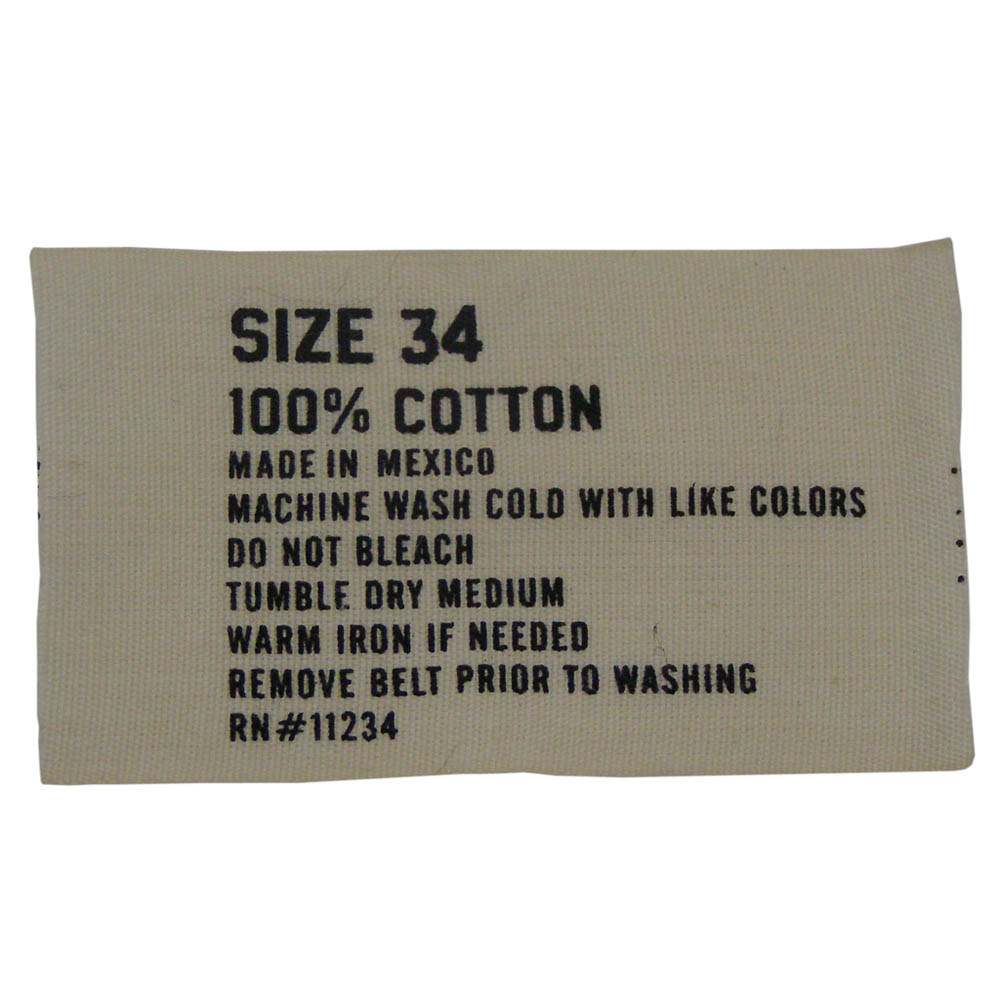 SIZE 34
100% COTTON
MADE IN MEXICO
MACHINE WASH COLD WITH LIKE COLORS
DO NOT BLEACH
TUMBLE DRY MEDIUM
WARM IRON IF NEEDED
REMOVE BELT PRIOR TO WASHING
RN#11234